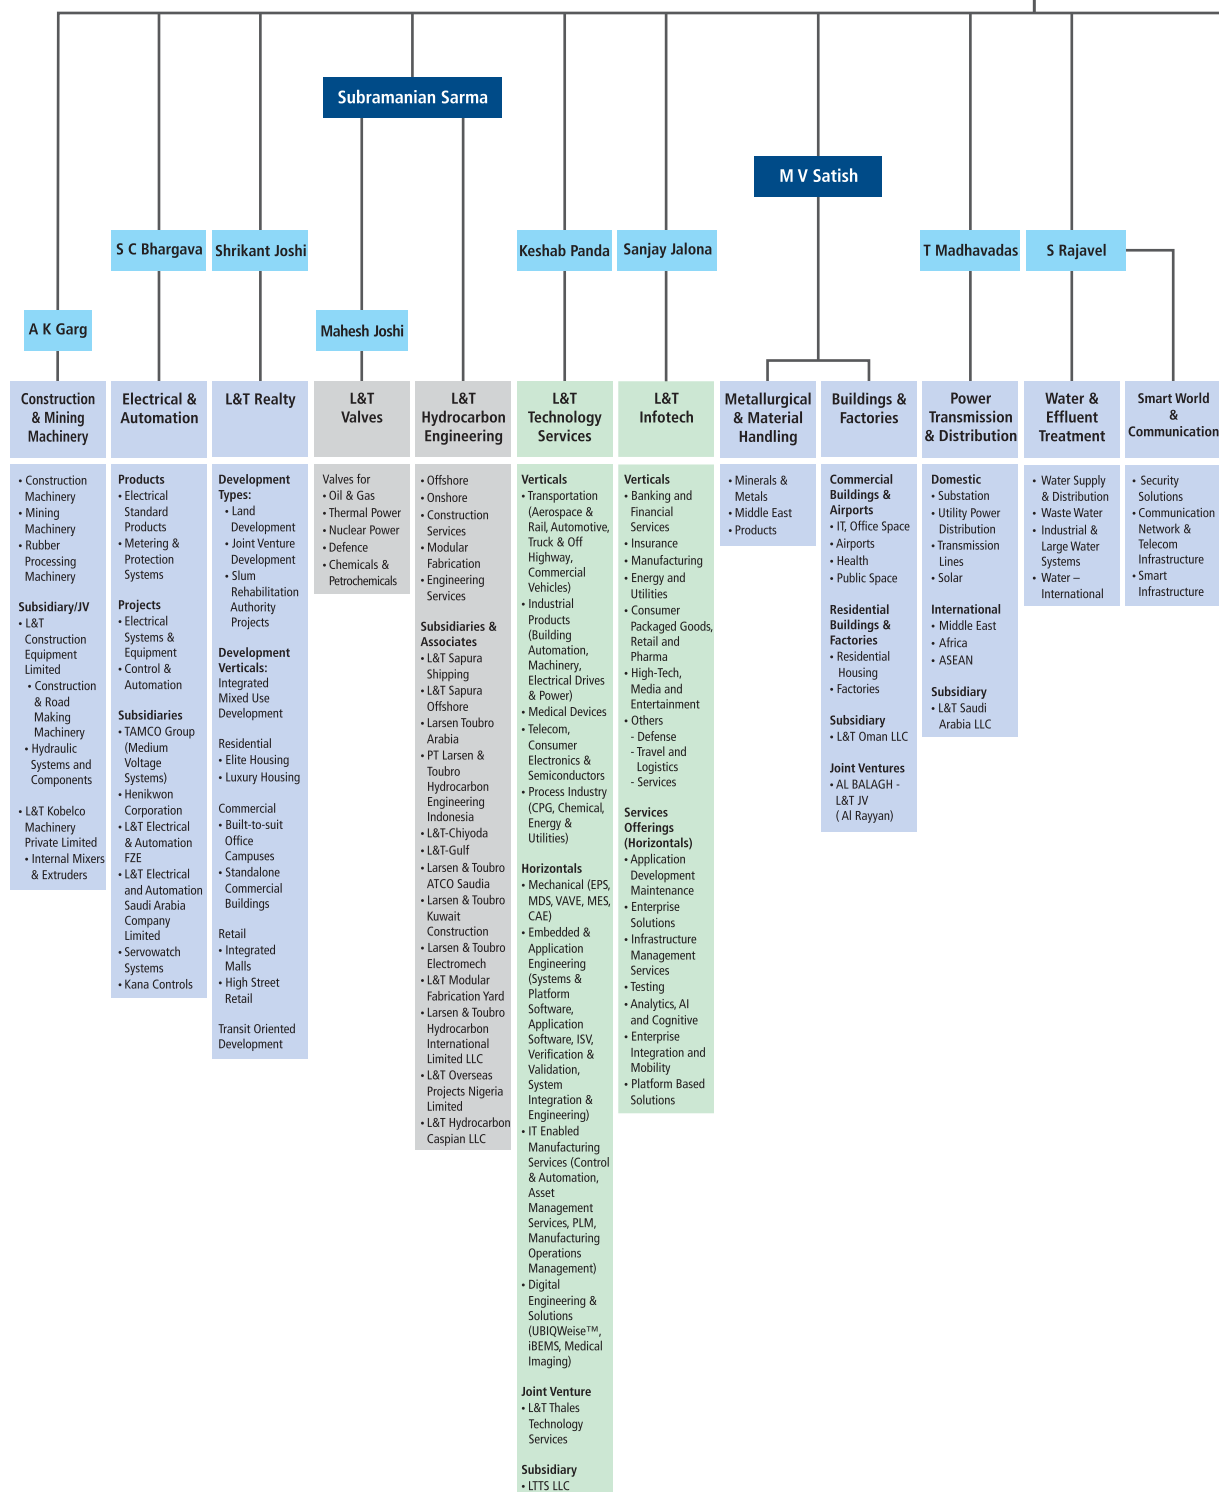 Subramanian Sarma
M V Satish
S C Bhargava
Shrikant Joshi
Keshab Panda
Sanjay Jalona
T Madhavadas
S Rajavel
A K Garg
Mahesh Joshi
Construction
& Mining
Machinery
• Construction
Machinery
• Mining
Machinery
• Rubber
Processing
Machinery
Subsidiary/JV
• L&T
Construction
Equipment
Limited
• Construction
& Road
Making
Machinery
• Hydraulic
Systems and
Components
• L&T Kobelco
Machinery
Private Limited
• Internal Mixers
& Extruders
Electrical &
Automation
Products
• Electrical
Standard
Products
• Metering &
Protection
Systems
Projects
• Electrical
Systems &
Equipment
• Control &
Automation
Subsidiaries
• TAMCO Group
(Medium
Voltage
Systems)
• Henikwon
Corporation
• L&T Electrical
& Automation
FZE
• L&T Electrical
and Automation
Saudi Arabia
Company
Limited
• Servowatch
Systems
• Kana Controls
L&T Realty
Development
Types:
• Land
Development
• Joint Venture
Development
• Slum
Rehabilitation
Authority
Projects
Development
Verticals:
Integrated
Mixed Use
Development
Residential
• Elite Housing
• Luxury Housing
Commercial
• Built-to-suit
Office
Campuses
• Standalone
Commercial
Buildings
Retail
• Integrated
Malls
• High Street
Retail
Transit Oriented
Development
L&T
Valves
Valves for
• Oil & Gas
• Thermal Power
• Nuclear Power
• Defence
• Chemicals &
Petrochemicals
L&T
Hydrocarbon
Engineering
• Offshore
• Onshore
• Construction
Services
• Modular
Fabrication
• Engineering
Services
Subsidiaries &
Associates
• L&T Sapura
Shipping
• L&T Sapura
Offshore
• Larsen Toubro
Arabia
• PT Larsen &
Toubro
Hydrocarbon
Engineering
Indonesia
• L&T-Chiyoda
• L&T-Gulf
• Larsen & Toubro
ATCO Saudia
• Larsen & Toubro
Kuwait
Construction
• Larsen & Toubro
Electromech
• L&T Modular
Fabrication Yard
• Larsen & Toubro
Hydrocarbon
International
Limited LLC
• L&T Overseas
Projects Nigeria
Limited
• L&T Hydrocarbon
Caspian LLC
L&T
Technology
Services
Verticals
• Transportation
(Aerospace &
Rail, Automotive,
Truck & Off
Highway,
Commercial
Vehicles)
• Industrial
Products
(Building
Automation,
Machinery,
Electrical Drives
& Power)
• Medical Devices
• Telecom,
Consumer
Electronics &
Semiconductors
• Process Industry
(CPG, Chemical,
Energy &
Utilities)
Horizontals
• Mechanical (EPS,
MDS, VAVE, MES,
CAE)
• Embedded &
Application
Engineering
(Systems &
Platform
Software,
Application
Software, ISV,
Verification &
Validation,
System
Integration &
Engineering)
• IT Enabled
Manufacturing
Services (Control
& Automation,
Asset
Management
Services, PLM,
Manufacturing
Operations
Management)
• Digital
Engineering &
Solutions
(UBIQWeise™,
iBEMS, Medical
Imaging)
Joint Venture
• L&T Thales
Technology
Services
Subsidiary
• LTTS LLC
L&T
Infotech
Verticals
• Banking and
Financial
Services
• Insurance
• Manufacturing
• Energy and
Utilities
• Consumer
Packaged Goods,
Retail and
Pharma
• High-Tech,
Media and
Entertainment
• Others
- Defense
- Travel and
Logistics
- Services
Services
Offerings
(Horizontals)
• Application
Development
Maintenance
• Enterprise
Solutions
• Infrastructure
Management
Services
• Testing
• Analytics, AI
and Cognitive
• Enterprise
Integration and
Mobility
• Platform Based
Solutions
Metallurgical
& Material
Handling
• Minerals &
Metals
• Middle East
• Products
Buildings &
Factories
Commercial
Buildings &
Airports
• IT, Office Space
• Airports
• Health
• Public Space
Residential
Buildings &
Factories
• Residential
Housing
• Factories
Subsidiary
• L&T Oman LLC
Joint Ventures
• AL BALAGH -
L&T JV
( Al Rayyan)
Power
Transmission
& Distribution
Domestic
• Substation
• Utility Power
Distribution
• Transmission
Lines
• Solar
International
• Middle East
• Africa
• ASEAN
Subsidiary
• L&T Saudi
Arabia LLC
Water &
Effluent
Treatment
• Water Supply
& Distribution
• Waste Water
• Industrial &
Large Water
Systems
• Water –
International
Smart World
&
Communication
• Security
Solutions
• Communication
Network &
Telecom
Infrastructure
• Smart
Infrastructure